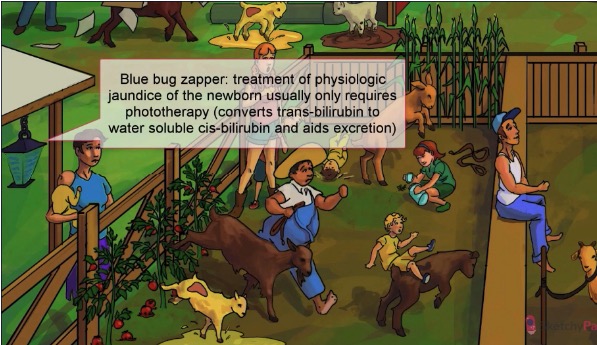 Blue bug zapper: treatment of physiologic
jaundice of the newborn usually only requires
phototherapy (converts trans-bilirubin to
water soluble cis-bilirubin and aids excretion)